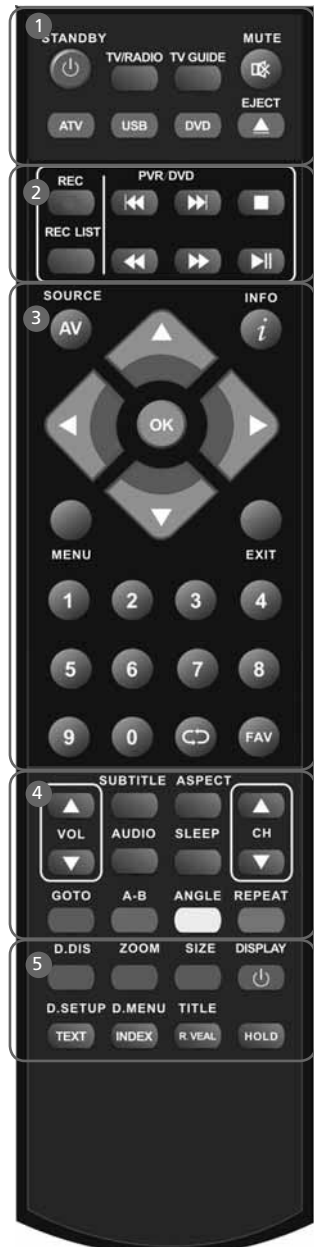 1
STANDBY MUTE
TV/RADIO TV GUIDE
EJECT
ATV USB DVD
2
REC PVR/DVD
REC LIST
SOURCE INFO
3
AV i
OK
MENU EXIT
1 2 3 4
5 6 7 8
9 0 FAV
4
SUBTITLE ASPECT
VOL AUDIO SLEEP CH
GOTO A-B ANGLE REPEAT
5
D.DIS ZOOM SIZE DISPLAY
D.SETUP D.MENU TITLE
TEXT INDEX R.VEAL HOLD